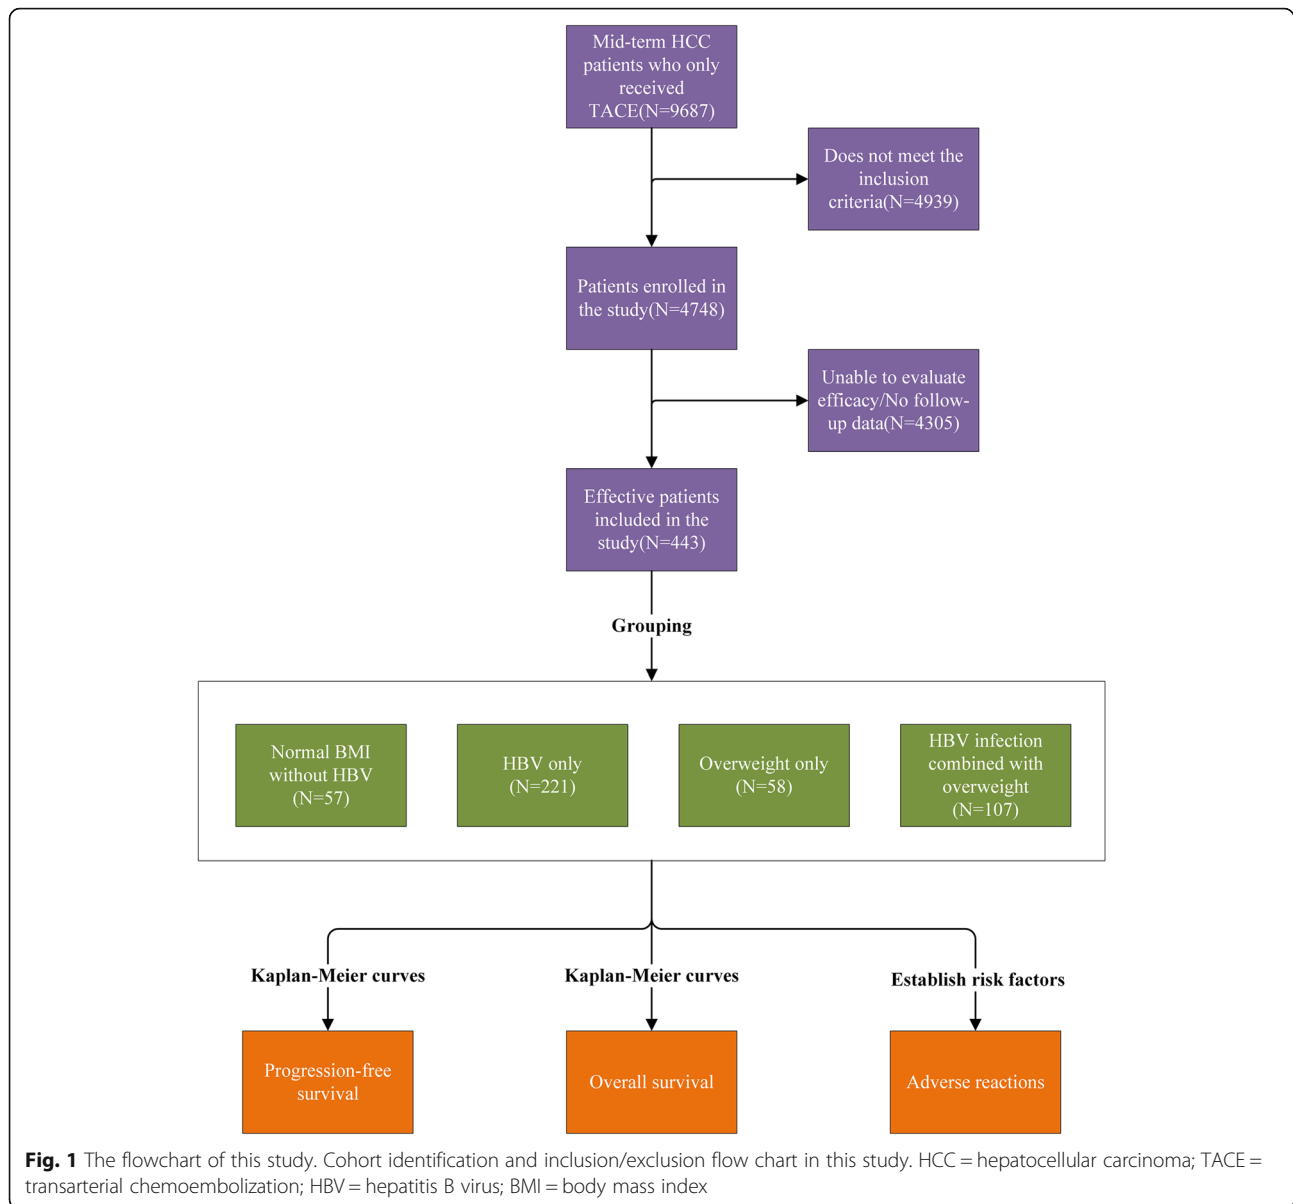 Mid-term HCC
patients who only
received
TACE(N=9687)
Does not meet the
inclusion
criteria(N=4939)
Patients enrolled in
the study(N=4748)
Unable to evaluate
efficacy/No follow-
up data(N=4305)
Effective patients
included in the
study(N=443)
Grouping
Normal BMI
without HBV
(N=57)
HBV only
(N=221)
Overweight only
(N=58)
HBV infection
combined with
overweight
(N=107)
Kaplan-Meier curves
Kaplan-Meier curves
Establish risk factors
Progression-free
survival
Overall survival
Adverse reactions
Fig. 1 The flowchart of this study. Cohort identification and inclusion/exclusion flow chart in this study. HCC = hepatocellular carcinoma; TACE =
transarterial chemoembolization; HBV = hepatitis B virus; BMI = body mass index